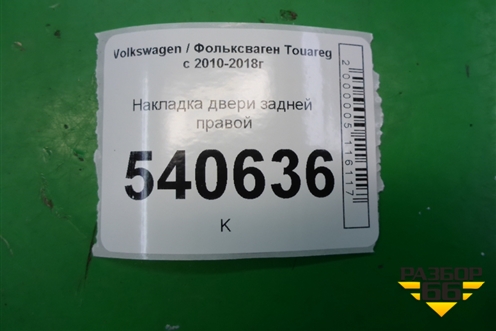 Volkswagen / Фольксваген Touareg
с 2010-2018г
Накладка двери задней
правой
540636
К
2000005116117
РАЗБОР
66